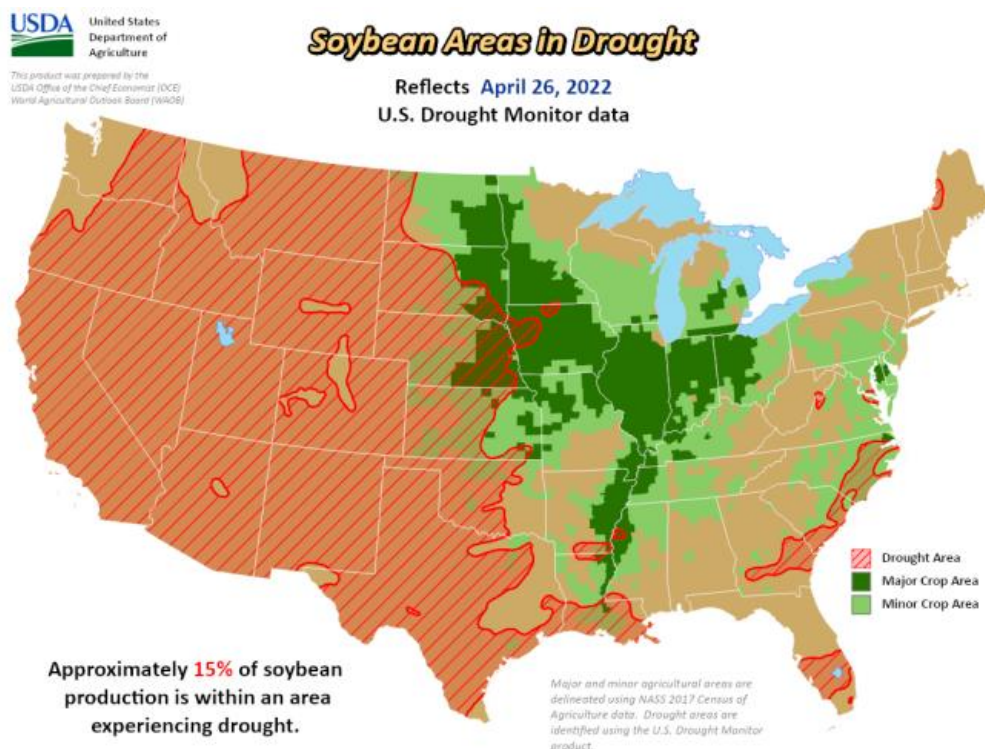 USDA
United States
Department of
Agriculture
This product was prepared by the
USDA Office of the Chief Economist (OCE)
World Agricultural Outlook Board (WAOB)
Soybean Areas in Drought
Reflects April 26, 2022
U.S. Drought Monitor data
Drought Area
Major Crop Area
Minor Crop Area
Approximately 15% of soybean
production is within an area
experiencing drought.
Major and minor agricultural areas are
delineated using NASS 2017 Census of
Agriculture data. Drought areas are
identified using the U.S. Drought Monitor
product.